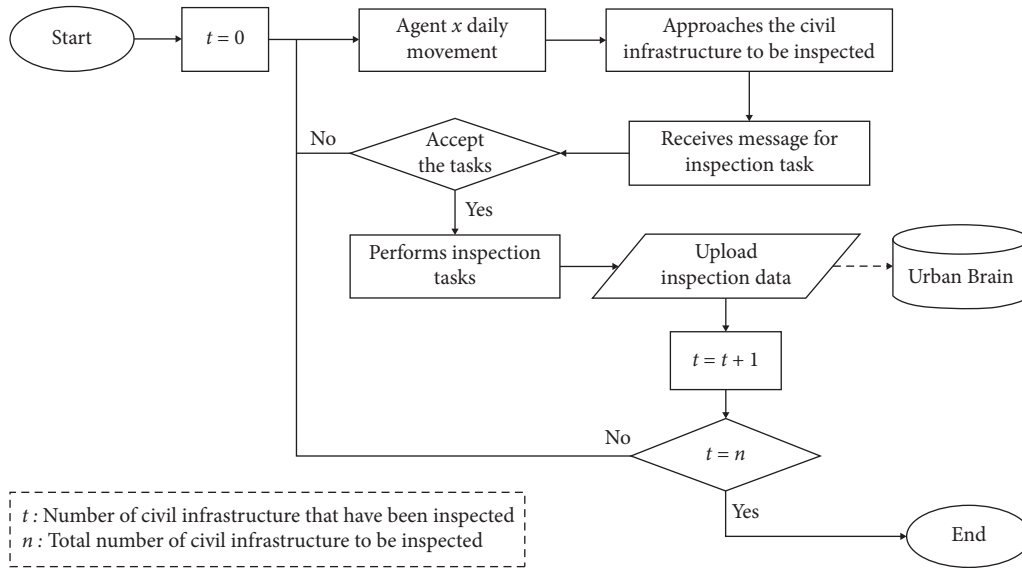 Start
t = 0
Agent x daily
movement
Approaches the civil
infrastructure to be inspected
No
Accept
the tasks
Receives message for
inspection task
Yes
Performs inspection
tasks
Upload
inspection data
Urban Brain
t = t + 1
No
t = n
Yes
End
t : Number of civil infrastructure that have been inspected
n : Total number of civil infrastructure to be inspected